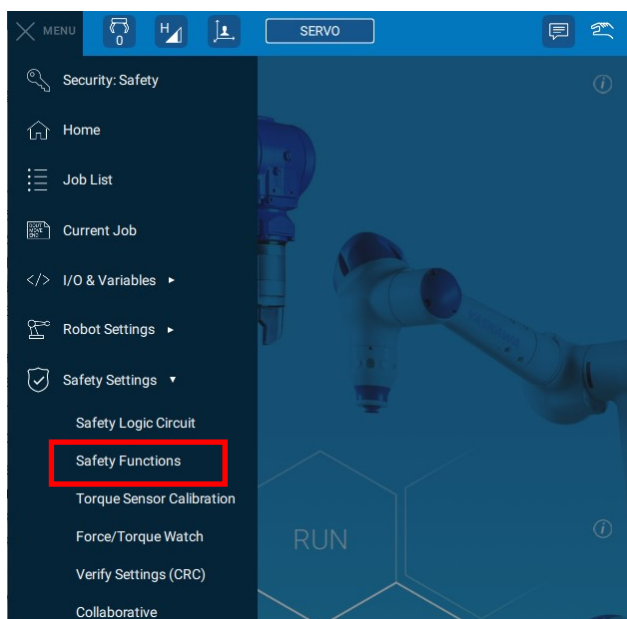 MENU
0
H
SERVO
Security: Safety
Home
Job List
Current Job
</> I/O & Variables
Robot Settings
Safety Settings
Safety Logic Circuit
Safety Functions
Torque Sensor Calibration
Force/Torque Watch
Verify Settings (CRC)
Collaborative
RUN